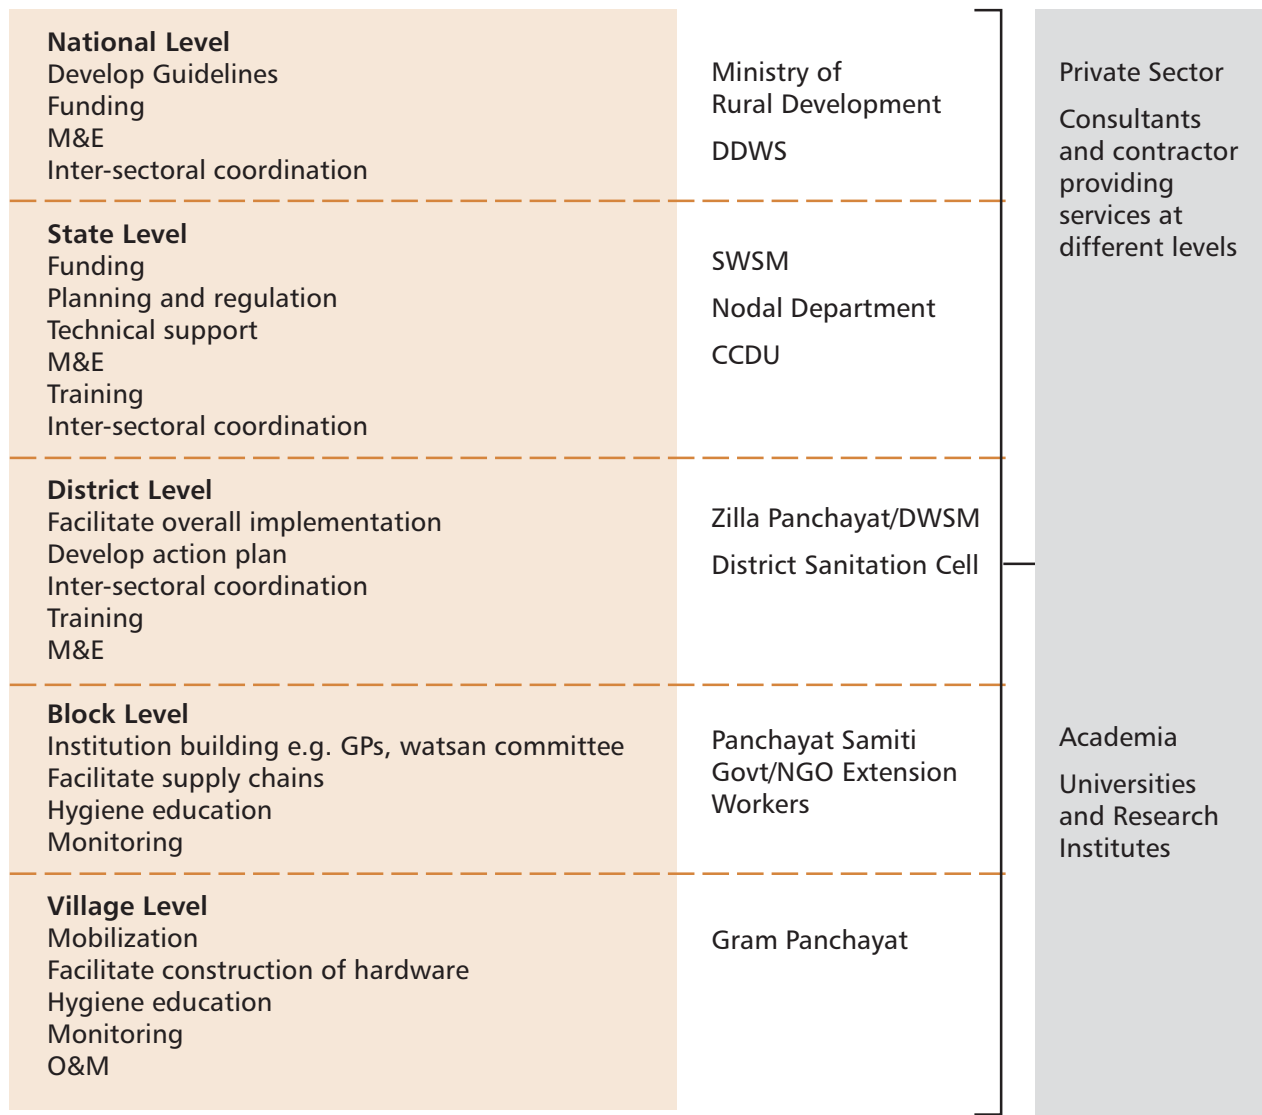 National Level
Develop Guidelines
Funding
M&E
Inter-sectoral coordination
Ministry of
Rural Development
DDWS
State Level
Funding
Planning and regulation
Technical support
M&E
Training
Inter-sectoral coordination
SWSM
Nodal Department
CCDU
District Level
Facilitate overall implementation
Develop action plan
Inter-sectoral coordination
Training
M&E
Zilla Panchayat/DWSM
District Sanitation Cell
Block Level
Institution building e.g. GPs, watsan committee
Facilitate supply chains
Hygiene education
Monitoring
Panchayat Samiti
Govt/NGO Extension
Workers
Village Level
Mobilization
Facilitate construction of hardware
Hygiene education
Monitoring
O&M
Gram Panchayat
Private Sector
Consultants
and contractor
providing
services at
different levels
Academia
Universities
and Research
Institutes